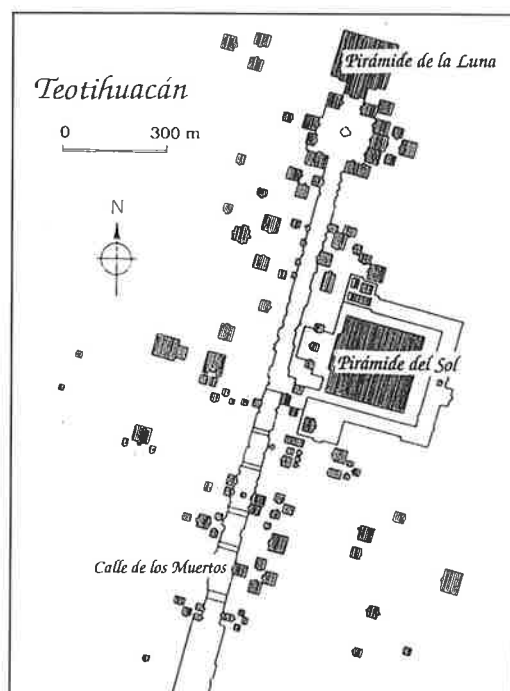 Pirámide de la Luna
Teotihuacán
0 300 m
N
Pirámide del Sol
Calle de los Muertos